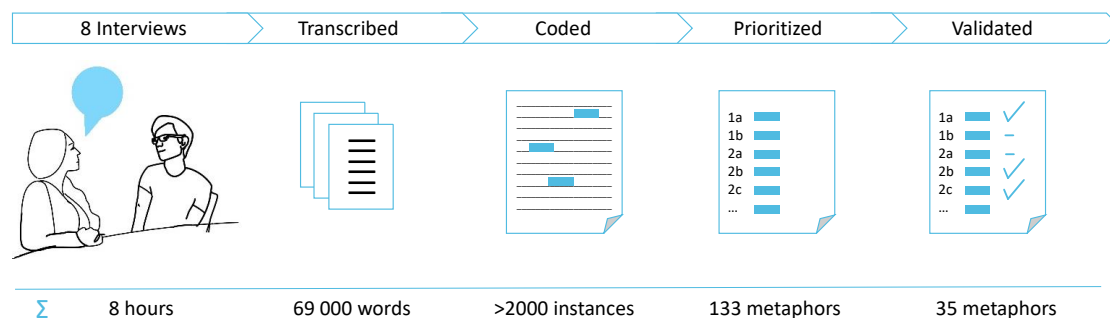 8 Interviews
Transcribed
Coded
Prioritized
Validated
1a
1b
2a
2b
2c
...
1a
1b
2a
2b
2c
...
Σ 8 hours
69 000 words
>2000 instances
133 metaphors
35 metaphors